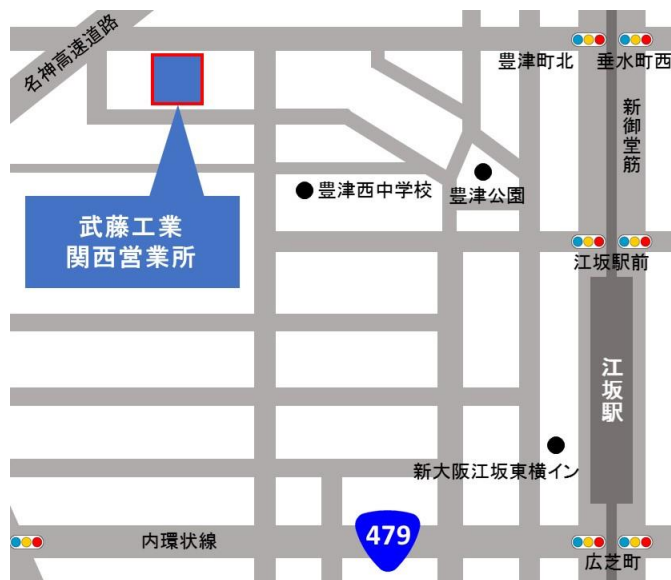 名神高速道路
豊津町北
垂水町西
新御堂筋
豊津西中学校
豊津公園
武藤工業
関西営業所
江坂駅前
江坂駅
新大阪江坂東横イン
内環状線
479
広芝町